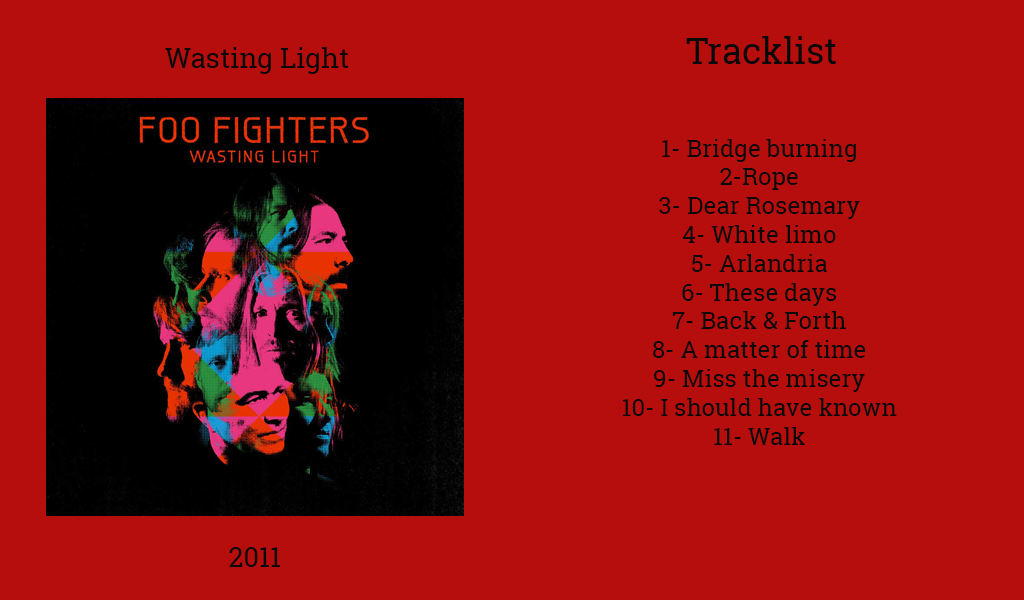 Wasting Light
FOO FIGHTERS
WASTING LIGHT
2011
Tracklist
1- Bridge burning
2-Rope
3- Dear Rosemary
4- White limo
5- Arlandria
6- These days
7- Back & Forth
8- A matter of time
9- Miss the misery
10- I should have known
11- Walk